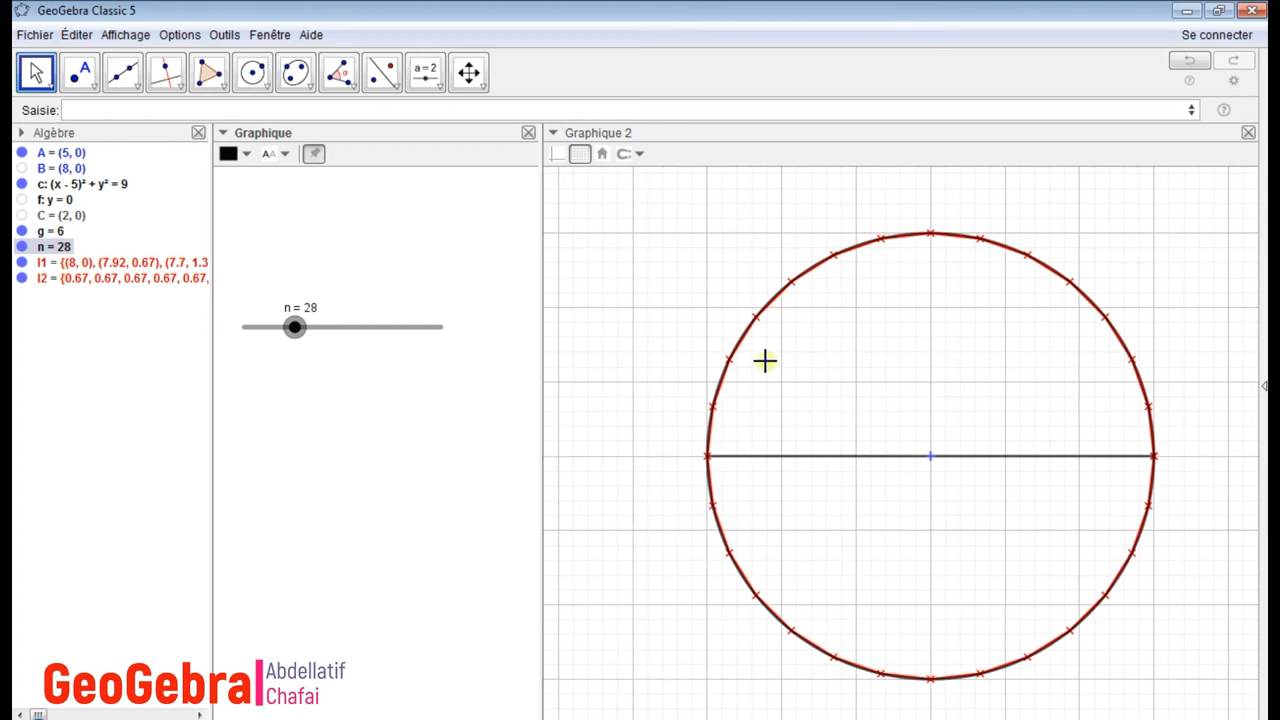 GeoGebra Classic 5
Fichier Éditer Affichage Options Outils Fenêtre Aide Se connecter
A α a = 2
Saisie:
Algèbre
Graphique
Graphique 2
AA
A = (5, 0)
B = (8, 0)
c: (x - 5)² + y² = 9
f: y = 0
C = (2, 0)
g = 6
n = 28
l1 = {(8, 0), (7.92, 0.67), (7.7, 1.3
l2 = {0.67, 0.67, 0.67, 0.67, 0.67,
n = 28
GeoGebra
Abdellatif
Chafai